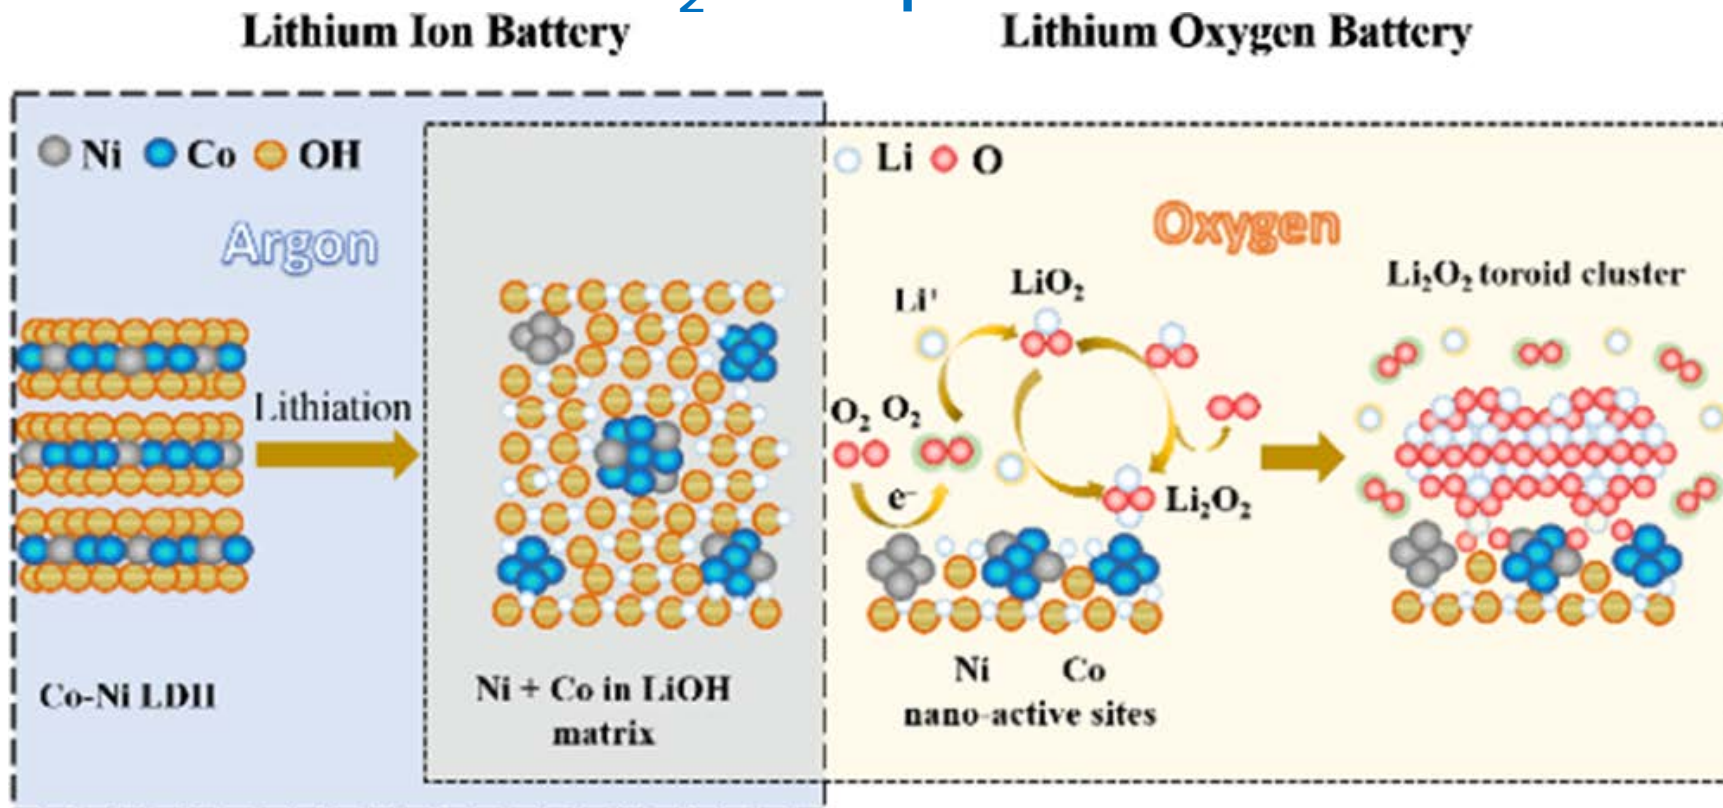 Lithium Ion Battery
Lithium Oxygen Battery
Ni Co OH
Argon
Lithiation
Co-Ni LDH
Ni + Co in LiOH
matrix
Li O
Oxygen
Li⁺
LiO₂
Li₂O₂ toroid cluster
O₂ O₂
e⁻
Li₂O₂
Ni Co
nano-active sites